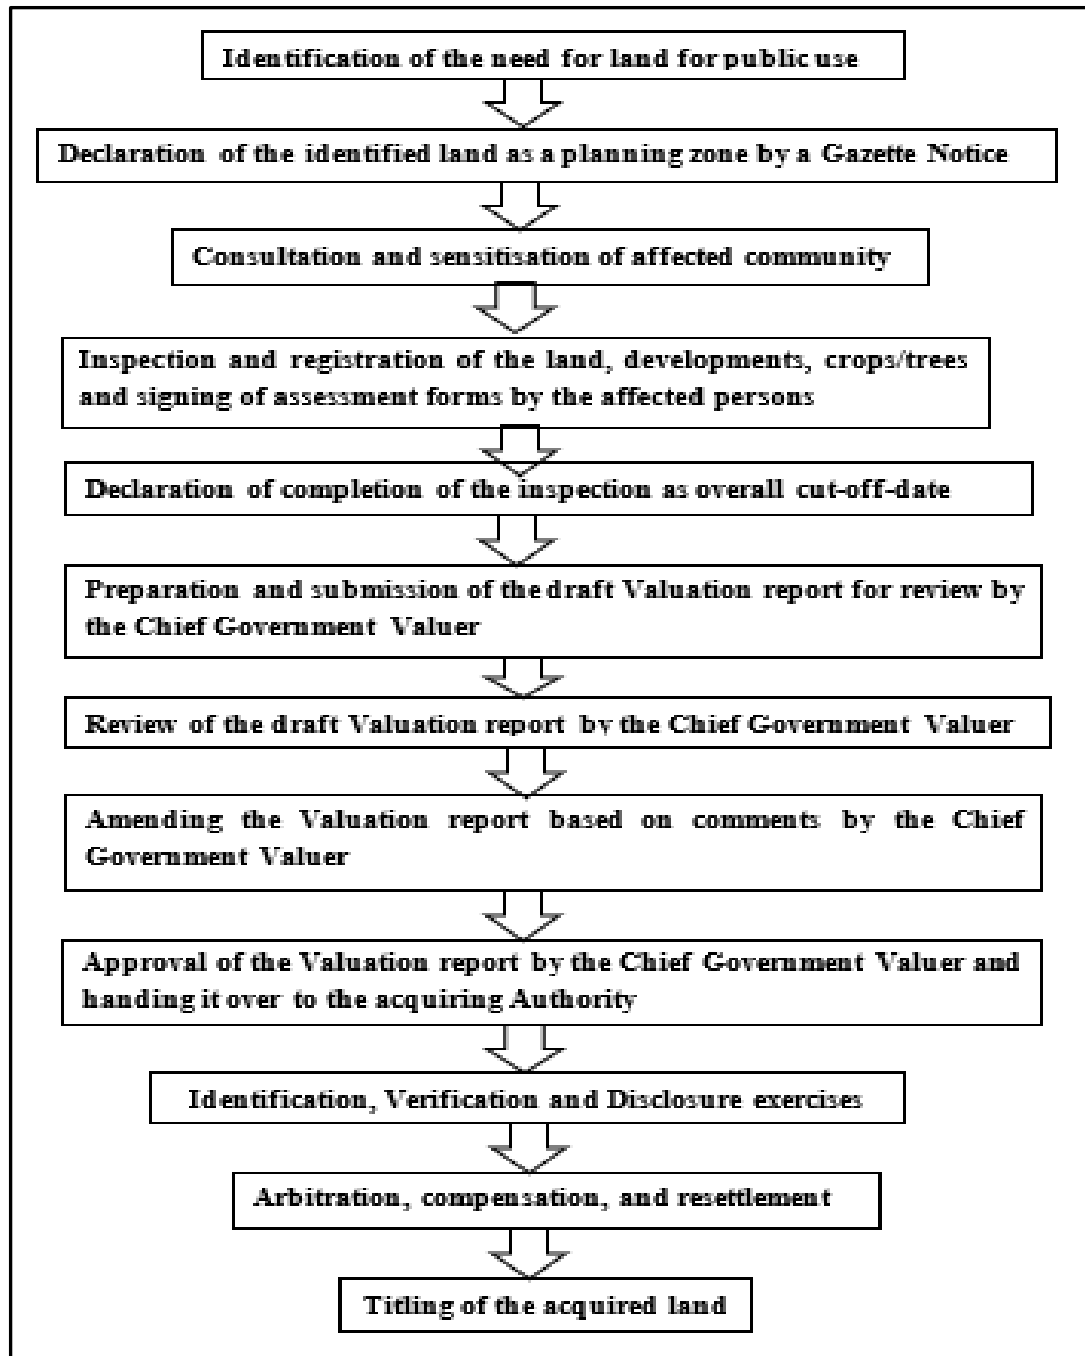 Identification of the need for land for public use
Declaration of the identified land as a planning zone by a Gazette Notice
Consultation and sensitisation of affected community
Inspection and registration of the land, developments, crops/trees
and signing of assessment forms by the affected persons
Declaration of completion of the inspection as overall cut-off-date
Preparation and submission of the draft Valuation report for review by
the Chief Government Valuer
Review of the draft Valuation report by the Chief Government Valuer
Amending the Valuation report based on comments by the Chief
Government Valuer
Approval of the Valuation report by the Chief Government Valuer and
handing it over to the acquiring Authority
Identification, Verification and Disclosure exercises
Arbitration, compensation, and resettlement
Titling of the acquired land